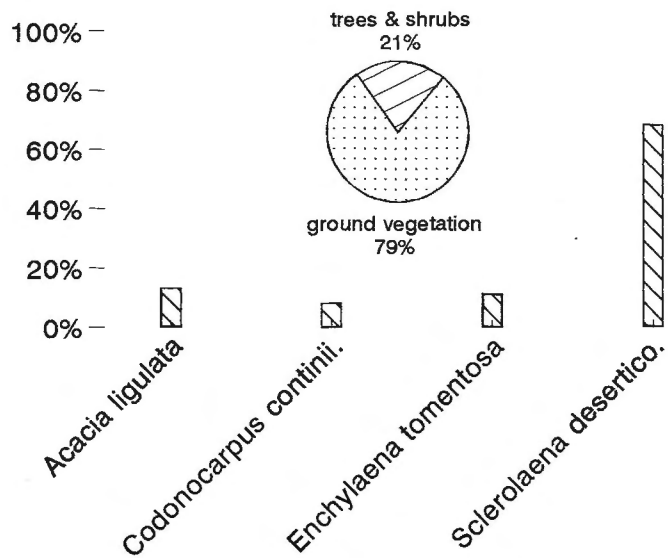 trees & shrubs
21%
100%
80%
60%
40%
20%
0%
ground vegetation
79%
Acacia ligulata
Codonocarpus continii.
Enchylaena tomentosa
Sclerolaena desertico.